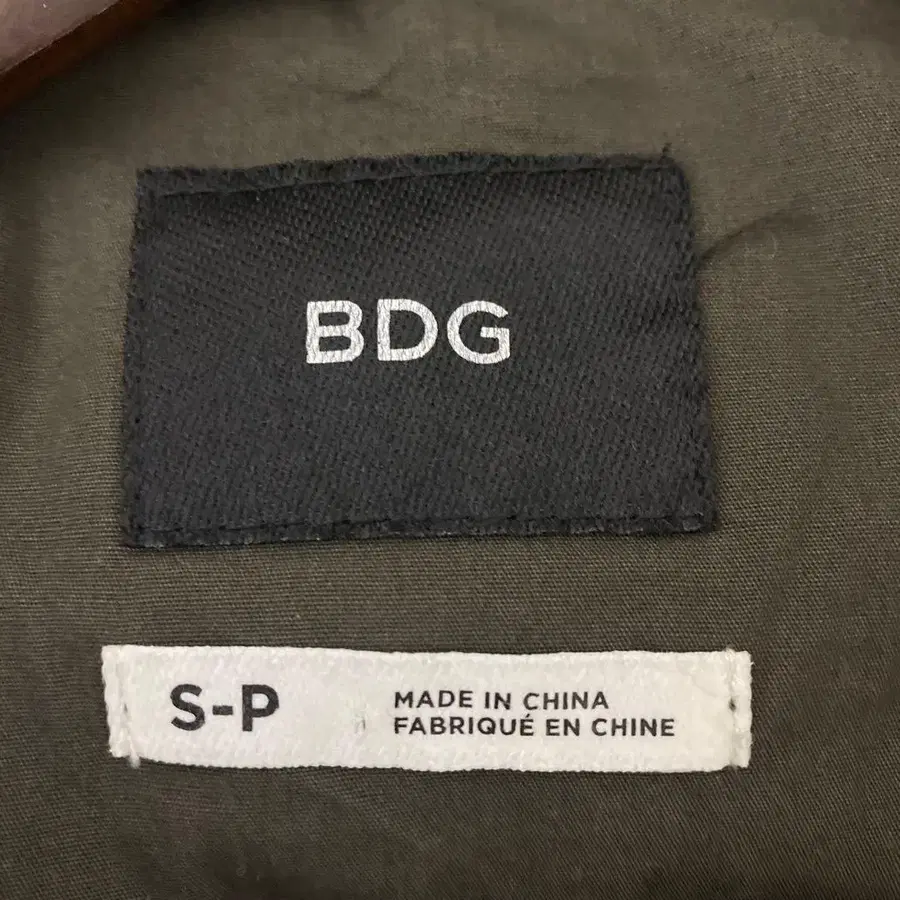 BDG
S-P
MADE IN CHINA
FABRIQUÉ EN CHINE